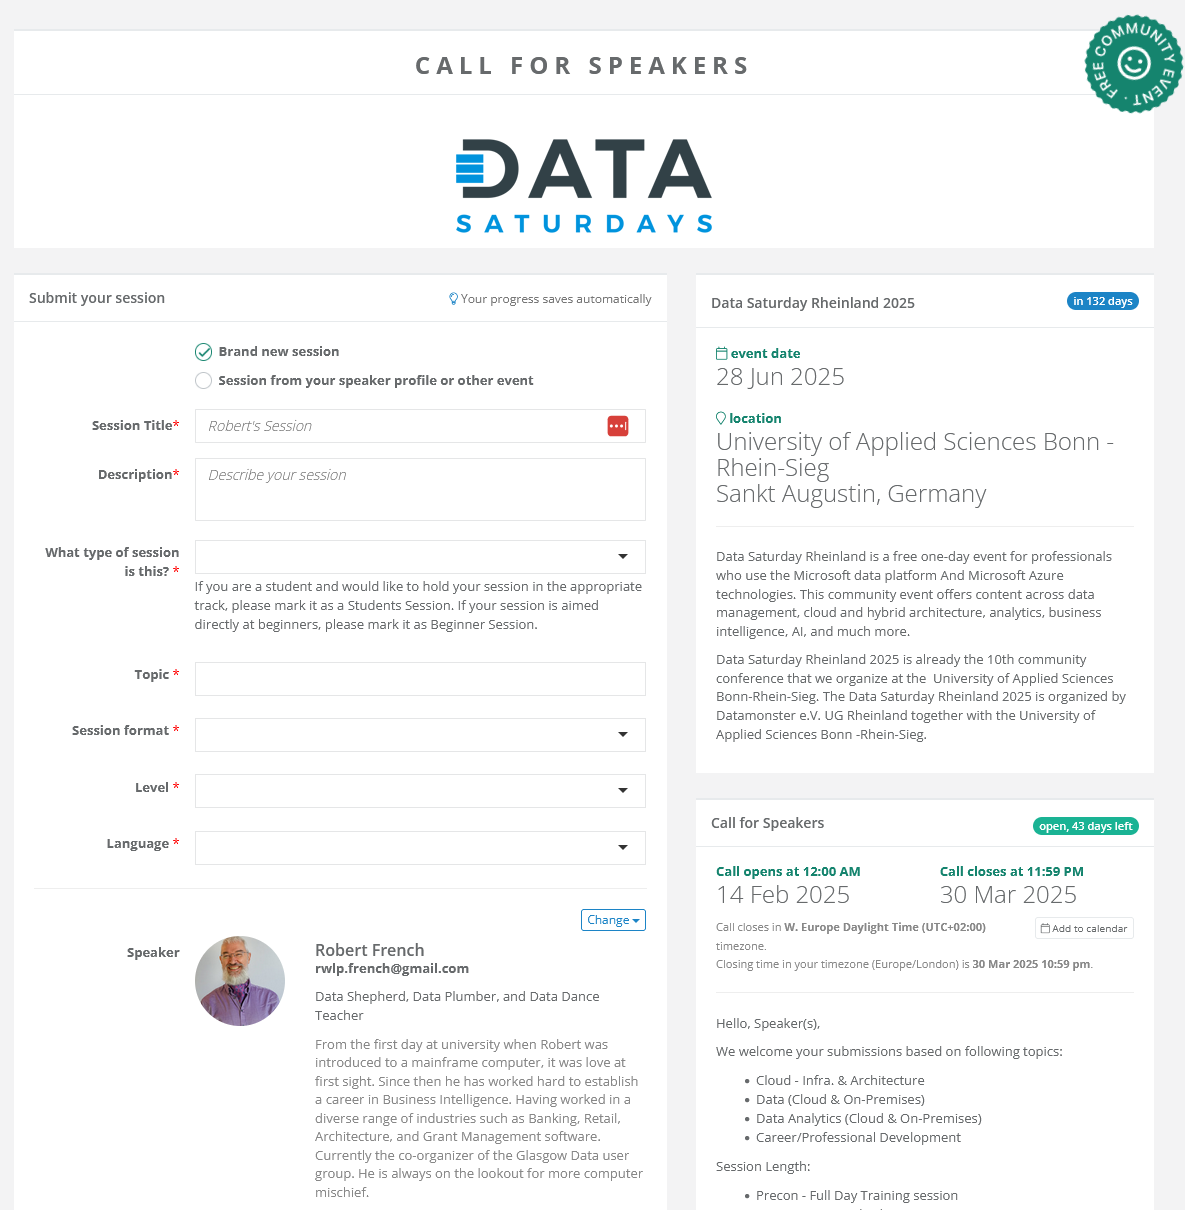 FREE COMMUNITY EVENT ·
CALL FOR SPEAKERS
DATA
SATURDAYS
Submit your session
Your progress saves automatically
Brand new session
Session from your speaker profile or other event
Session Title*
Robert's Session
Description*
Describe your session
What type of session
is this? *
If you are a student and would like to hold your session in the appropriate
track, please mark it as a Students Session. If your session is aimed
directly at beginners, please mark it as Beginner Session.
Topic *
Session format *
Level *
Language *
Change
Speaker
Robert French
rwlp.french@gmail.com
Data Shepherd, Data Plumber, and Data Dance
Teacher
From the first day at university when Robert was
introduced to a mainframe computer, it was love at
first sight. Since then he has worked hard to establish
a career in Business Intelligence. Having worked in a
diverse range of industries such as Banking, Retail,
Architecture, and Grant Management software.
Currently the co-organizer of the Glasgow Data user
group. He is always on the lookout for more computer
mischief.
Data Saturday Rheinland 2025
in 132 days
event date
28 Jun 2025
location
University of Applied Sciences Bonn -
Rhein-Sieg
Sankt Augustin, Germany
Data Saturday Rheinland is a free one-day event for professionals
who use the Microsoft data platform And Microsoft Azure
technologies. This community event offers content across data
management, cloud and hybrid architecture, analytics, business
intelligence, AI, and much more.
Data Saturday Rheinland 2025 is already the 10th community
conference that we organize at the  University of Applied Sciences
Bonn-Rhein-Sieg. The Data Saturday Rheinland 2025 is organized by
Datamonster e.V. UG Rheinland together with the University of
Applied Sciences Bonn -Rhein-Sieg.
Call for Speakers
open, 43 days left
Call opens at 12:00 AM
14 Feb 2025
Call closes at 11:59 PM
30 Mar 2025
Call closes in W. Europe Daylight Time (UTC+02:00)
timezone.
Add to calendar
Closing time in your timezone (Europe/London) is 30 Mar 2025 10:59 pm.
Hello, Speaker(s),
We welcome your submissions based on following topics:
• Cloud - Infra. & Architecture
• Data (Cloud & On-Premises)
• Data Analytics (Cloud & On-Premises)
• Career/Professional Development
Session Length:
• Precon - Full Day Training session